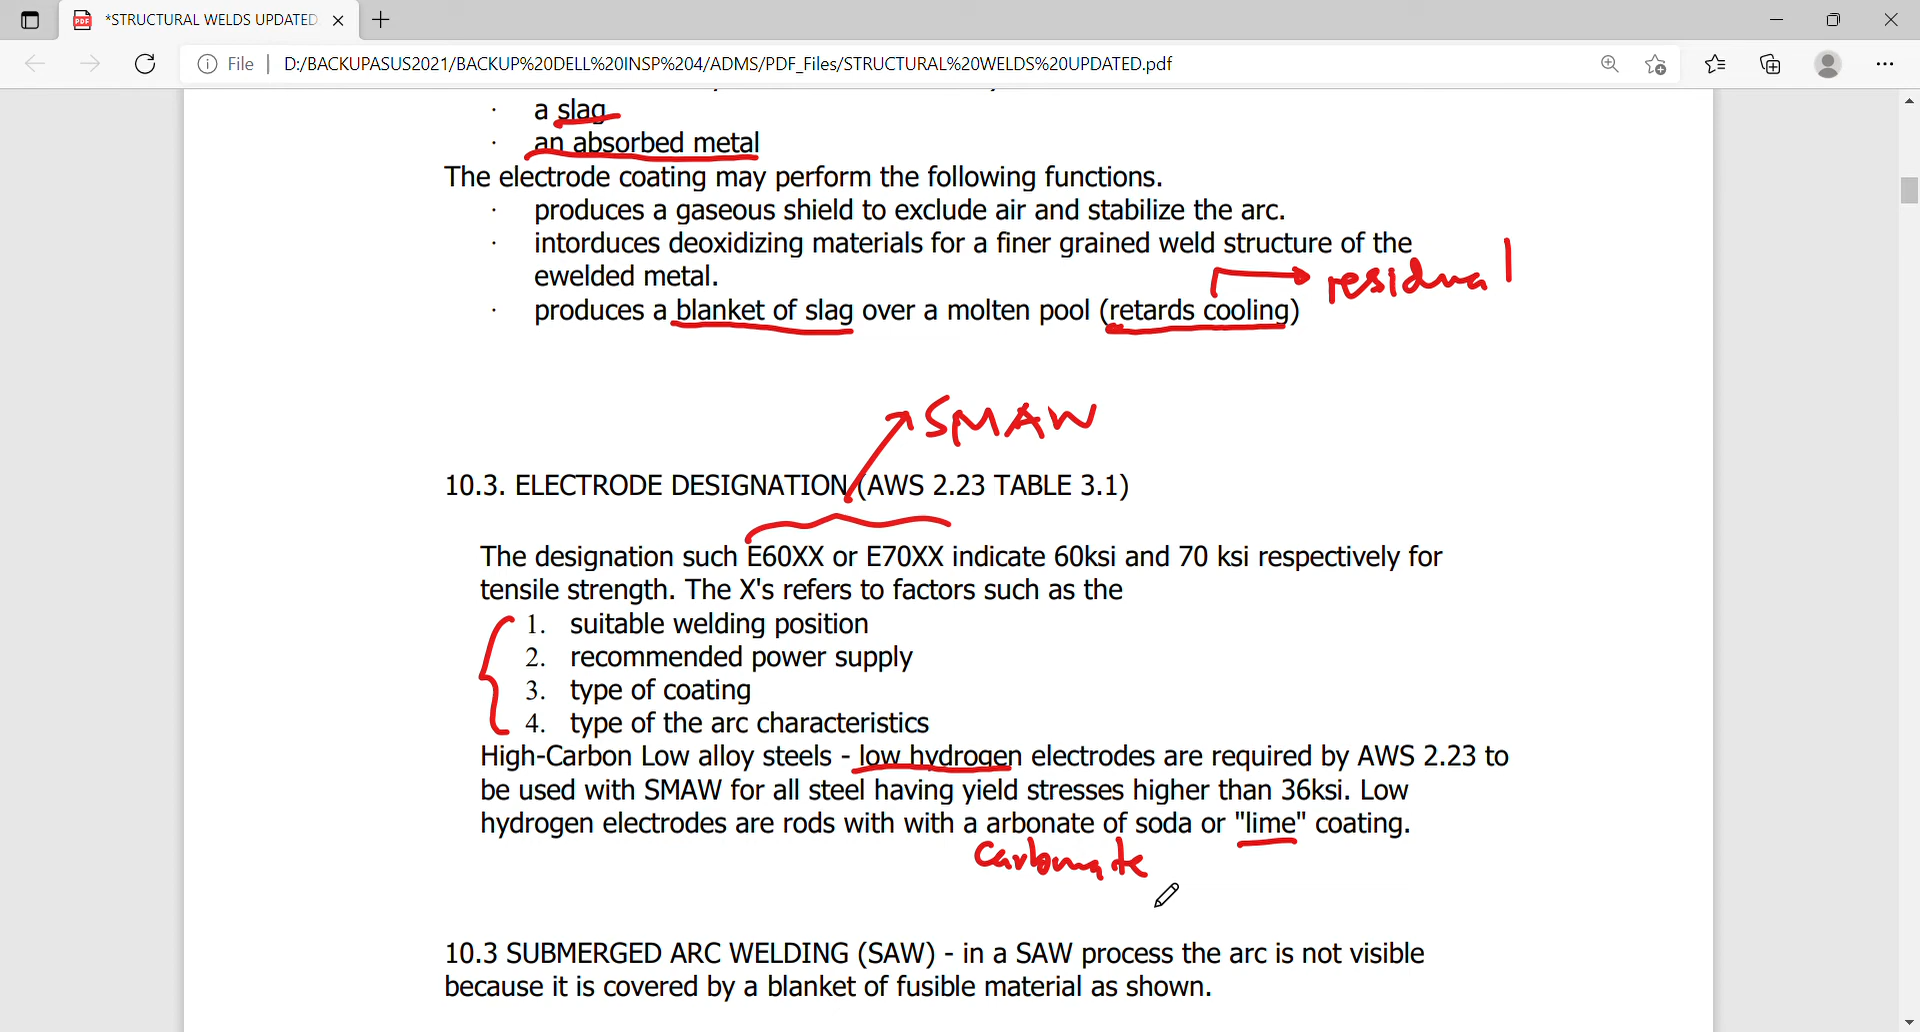 *STRUCTURAL WELDS UPDATED
File | D:/BACKUPASUS2021/BACKUP%20DELL%20INSP%204/ADMS/PDF_Files/STRUCTURAL%20WELDS%20UPDATED.pdf
· a slag
· an absorbed metal
The electrode coating may perform the following functions.
· produces a gaseous shield to exclude air and stabilize the arc.
· intorduces deoxidizing materials for a finer grained weld structure of the
ewelded metal.
residual
· produces a blanket of slag over a molten pool (retards cooling)
SMAW
10.3. ELECTRODE DESIGNATION (AWS 2.23 TABLE 3.1)
The designation such E60XX or E70XX indicate 60ksi and 70 ksi respectively for
tensile strength. The X's refers to factors such as the
1. suitable welding position
2. recommended power supply
3. type of coating
4. type of the arc characteristics
High-Carbon Low alloy steels - low hydrogen electrodes are required by AWS 2.23 to
be used with SMAW for all steel having yield stresses higher than 36ksi. Low
hydrogen electrodes are rods with with a arbonate of soda or "lime" coating.
Carbonate
10.3 SUBMERGED ARC WELDING (SAW) - in a SAW process the arc is not visible
because it is covered by a blanket of fusible material as shown.